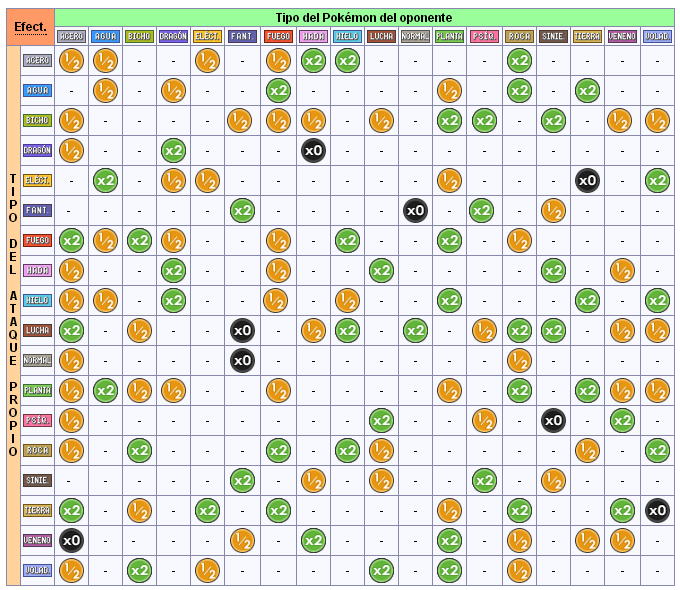 Efect.
Tipo del Pokémon del oponente
ACERO AGUA BICHO DRAGÓN ELÉCT. FANT. FUEGO HADA HIELO LUCHA NORMAL PLANTA PSÍQ. ROCA SINIE. TIERRA VENENO VOLAD.
TIPO DEL ATAQUE PROPIO
ACERO ½ ½ - - ½ - ½ x2 x2 - - - - x2 - - - -
AGUA - ½ - ½ - - x2 - - - - ½ - x2 - x2 - -
BICHO ½ - - - - ½ ½ ½ - ½ - x2 x2 - x2 - ½ ½
DRAGÓN ½ - - x2 - - - x0 - - - - - - - - - -
ELÉCT. - x2 - ½ ½ - - - - - - ½ - - - x0 - x2
FANT. - - - - - x2 - - - - x0 - x2 - ½ - - -
FUEGO x2 ½ x2 ½ - - ½ - x2 - - x2 - ½ - - - -
HADA ½ - - x2 - - ½ - - x2 - - - - x2 - ½ -
HIELO ½ ½ - x2 - - ½ - ½ - - x2 - - - x2 - x2
LUCHA x2 - ½ - - x0 - ½ x2 - x2 - ½ x2 x2 - ½ ½
NORMAL ½ - - - - x0 - - - - - - - ½ - - - -
PLANTA ½ x2 ½ ½ - - ½ - - - - ½ - x2 - x2 ½ ½
PSÍQ. ½ - - - - - - - - x2 - - ½ - x0 - x2 -
ROCA ½ - x2 - - - x2 - x2 ½ - - - - - ½ - x2
SINIE. - - - - - x2 - ½ - ½ - - x2 - ½ - - -
TIERRA x2 - ½ - x2 - x2 - - - - ½ - x2 - - x2 x0
VENENO x0 - - - - ½ - x2 - - - x2 - ½ - ½ ½ -
VOLAD. ½ - x2 - ½ - - - - x2 - x2 - ½ - - - -